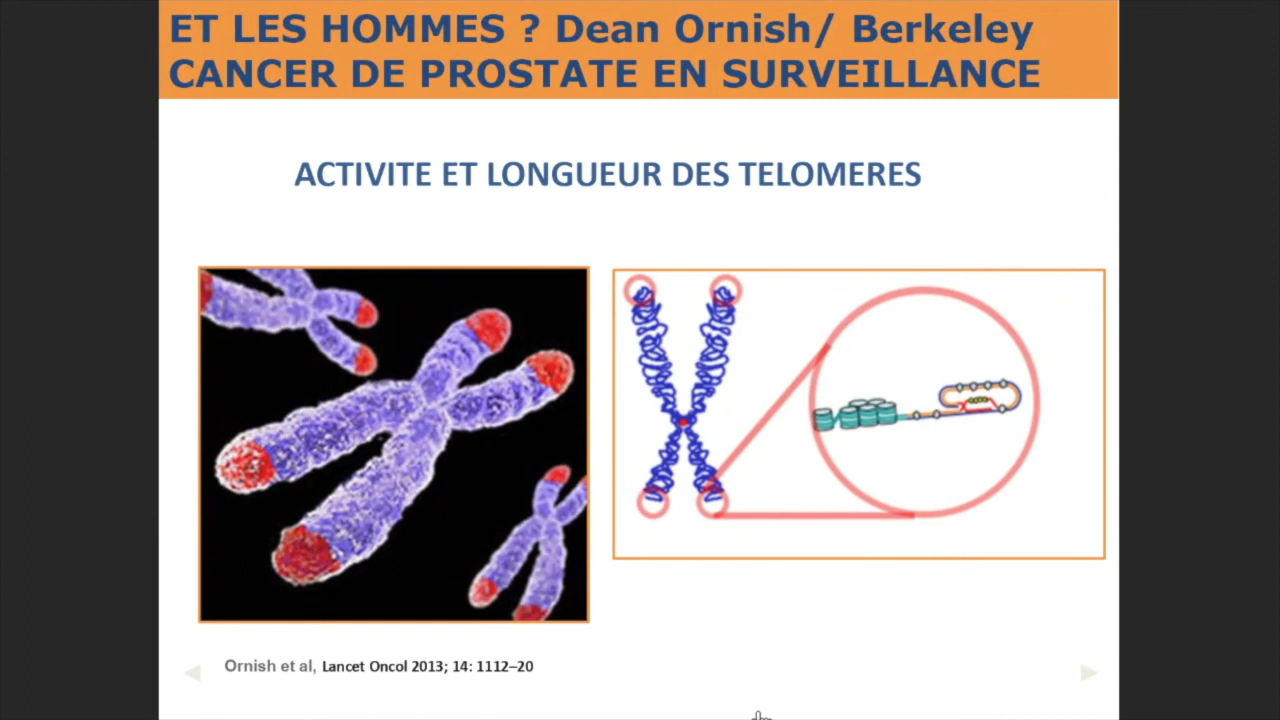 ET LES HOMMES ? Dean Ornish/ Berkeley
CANCER DE PROSTATE EN SURVEILLANCE
ACTIVITE ET LONGUEUR DES TELOMERES
Ornish et al, Lancet Oncol 2013; 14: 1112–20